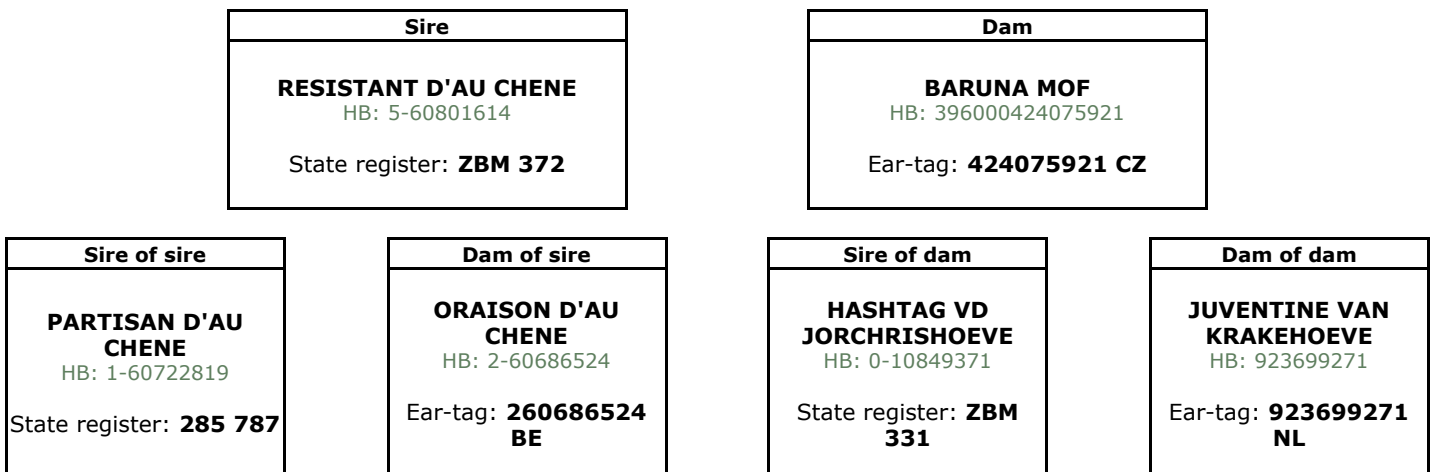 Sire
RESISTANT D'AU CHENE
HB: 5-60801614
State register: ZBM 372
Dam
BARUNA MOF
HB: 396000424075921
Ear-tag: 424075921 CZ
Sire of sire
PARTISAN D'AU
CHENE
HB: 1-60722819
State register: 285 787
Dam of sire
ORAISON D'AU
CHENE
HB: 2-60686524
Ear-tag: 260686524
BE
Sire of dam
HASHTAG VD
JORCHRISHOEVE
HB: 0-10849371
State register: ZBM
331
Dam of dam
JUVENTINE VAN
KRAKEHOEVE
HB: 923699271
Ear-tag: 923699271
NL